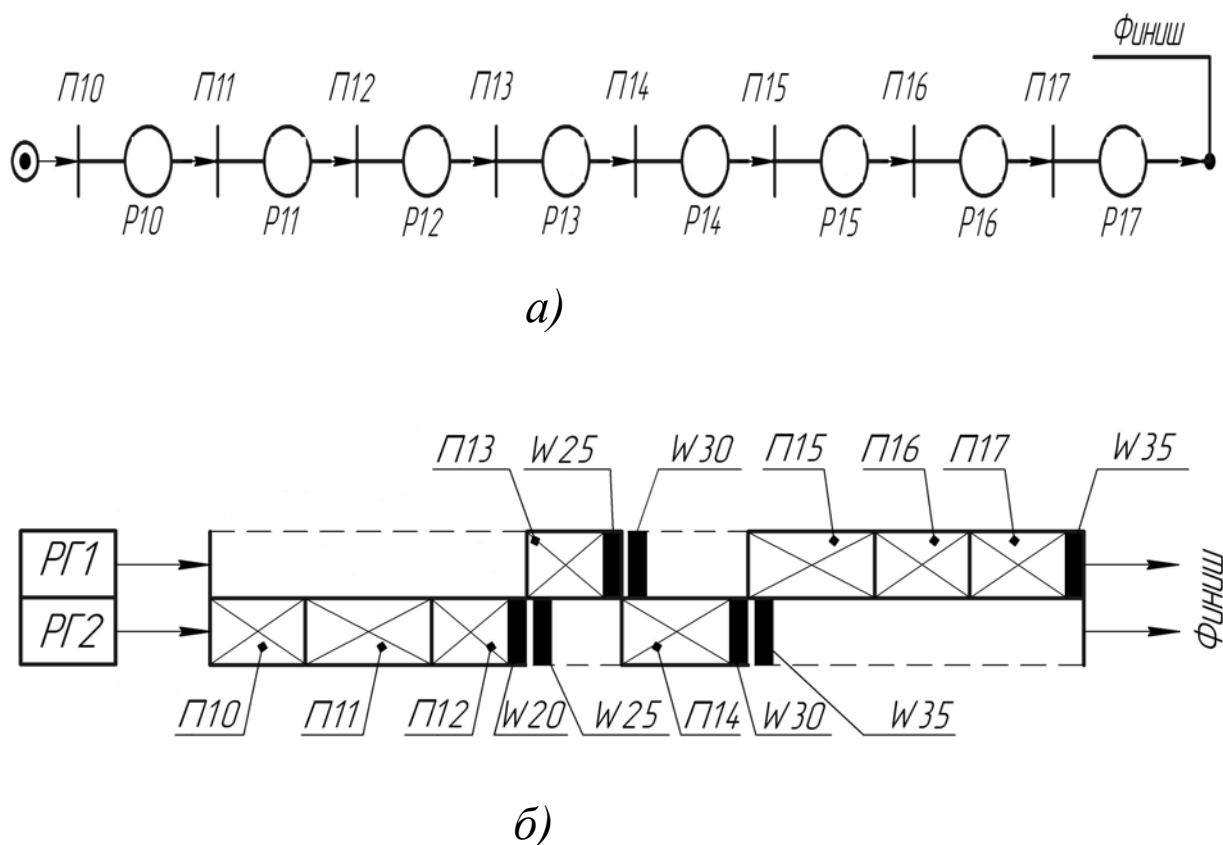 Финиш
П10 П11 П12 П13 П14 П15 П16 П17
Р10 Р11 Р12 Р13 Р14 Р15 Р16 Р17
а)
П13 W25 W30 П15 П16 П17 W35
РГ1
РГ2
Финиш
П10 П11 П12 W20 W25 П14 W30 W35
б)